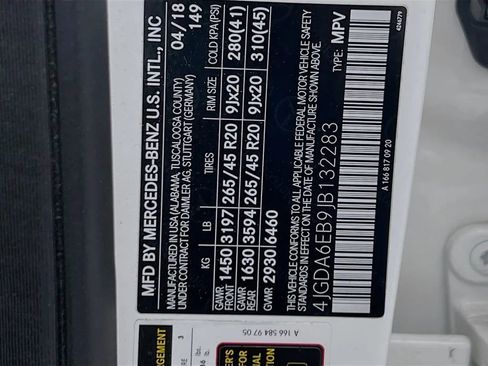 MFD BY MERCEDES-BENZ U.S. INTL., INC
MANUFACTURED IN USA (ALABAMA, TUSCALOOSA COUNTY)
UNDER CONTRACT FOR DAIMLER AG, STUTTGART (GERMANY)
04/18
149
KG LB TIRES RIM SIZE COLD KPA(PSI)
GAWR FRONT 1450 3197 265/45 R20 9Jx20 280(41)
GAWR REAR 1630 3594 265/45 R20 9Jx20 310(45)
GVWR 2930 6460
THIS VEHICLE CONFORMS TO ALL APPLICABLE FEDERAL MOTOR VEHICLE SAFETY
STANDARDS IN EFFECT ON THE DATE OF MANUFACTURE SHOWN ABOVE.
4JGDA6EB9JB132283
TYPE: MPV
A 166 817 09 20
4246779
A 166 584 97 05